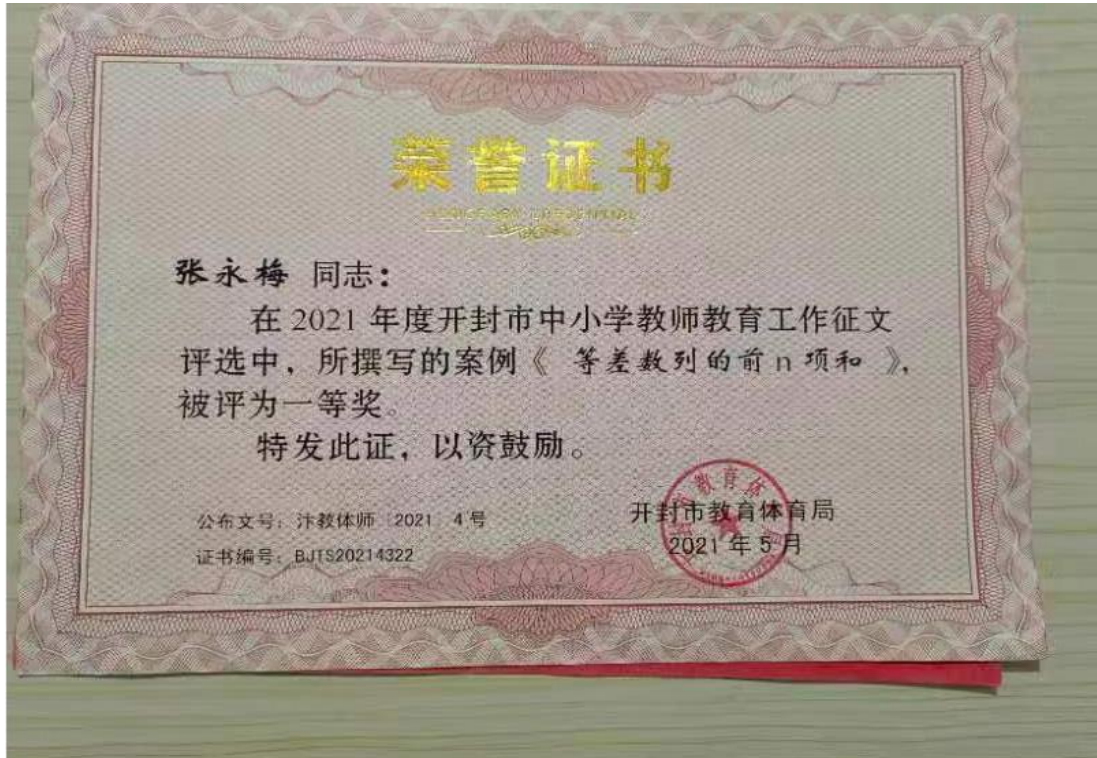 荣誉证书
HONORARY CREDENTIAL
张永梅 同志：
在 2021 年度开封市中小学教师教育工作征文
评选中，所撰写的案例《 等差数列的前 n 项和 》，
被评为一等奖。
特发此证，以资鼓励。
公布文号：汴教体师〔2021〕4 号
证书编号：BJTS20214322
开封市教育体育局
2021 年 5 月